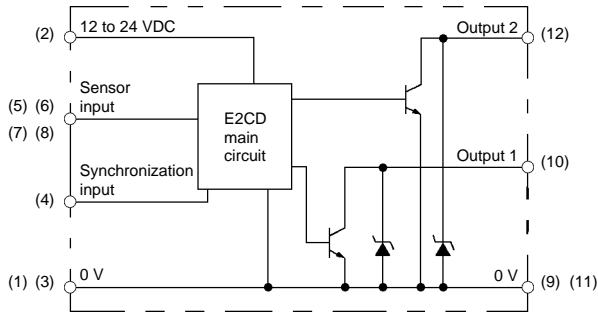 (2) 12 to 24 VDC
Output 2 (12)
Sensor
input
(5) (6)
(7) (8)
E2CD
main
circuit
Synchronization
input
(4)
Output 1 (10)
(1) (3) 0 V
0 V (9) (11)